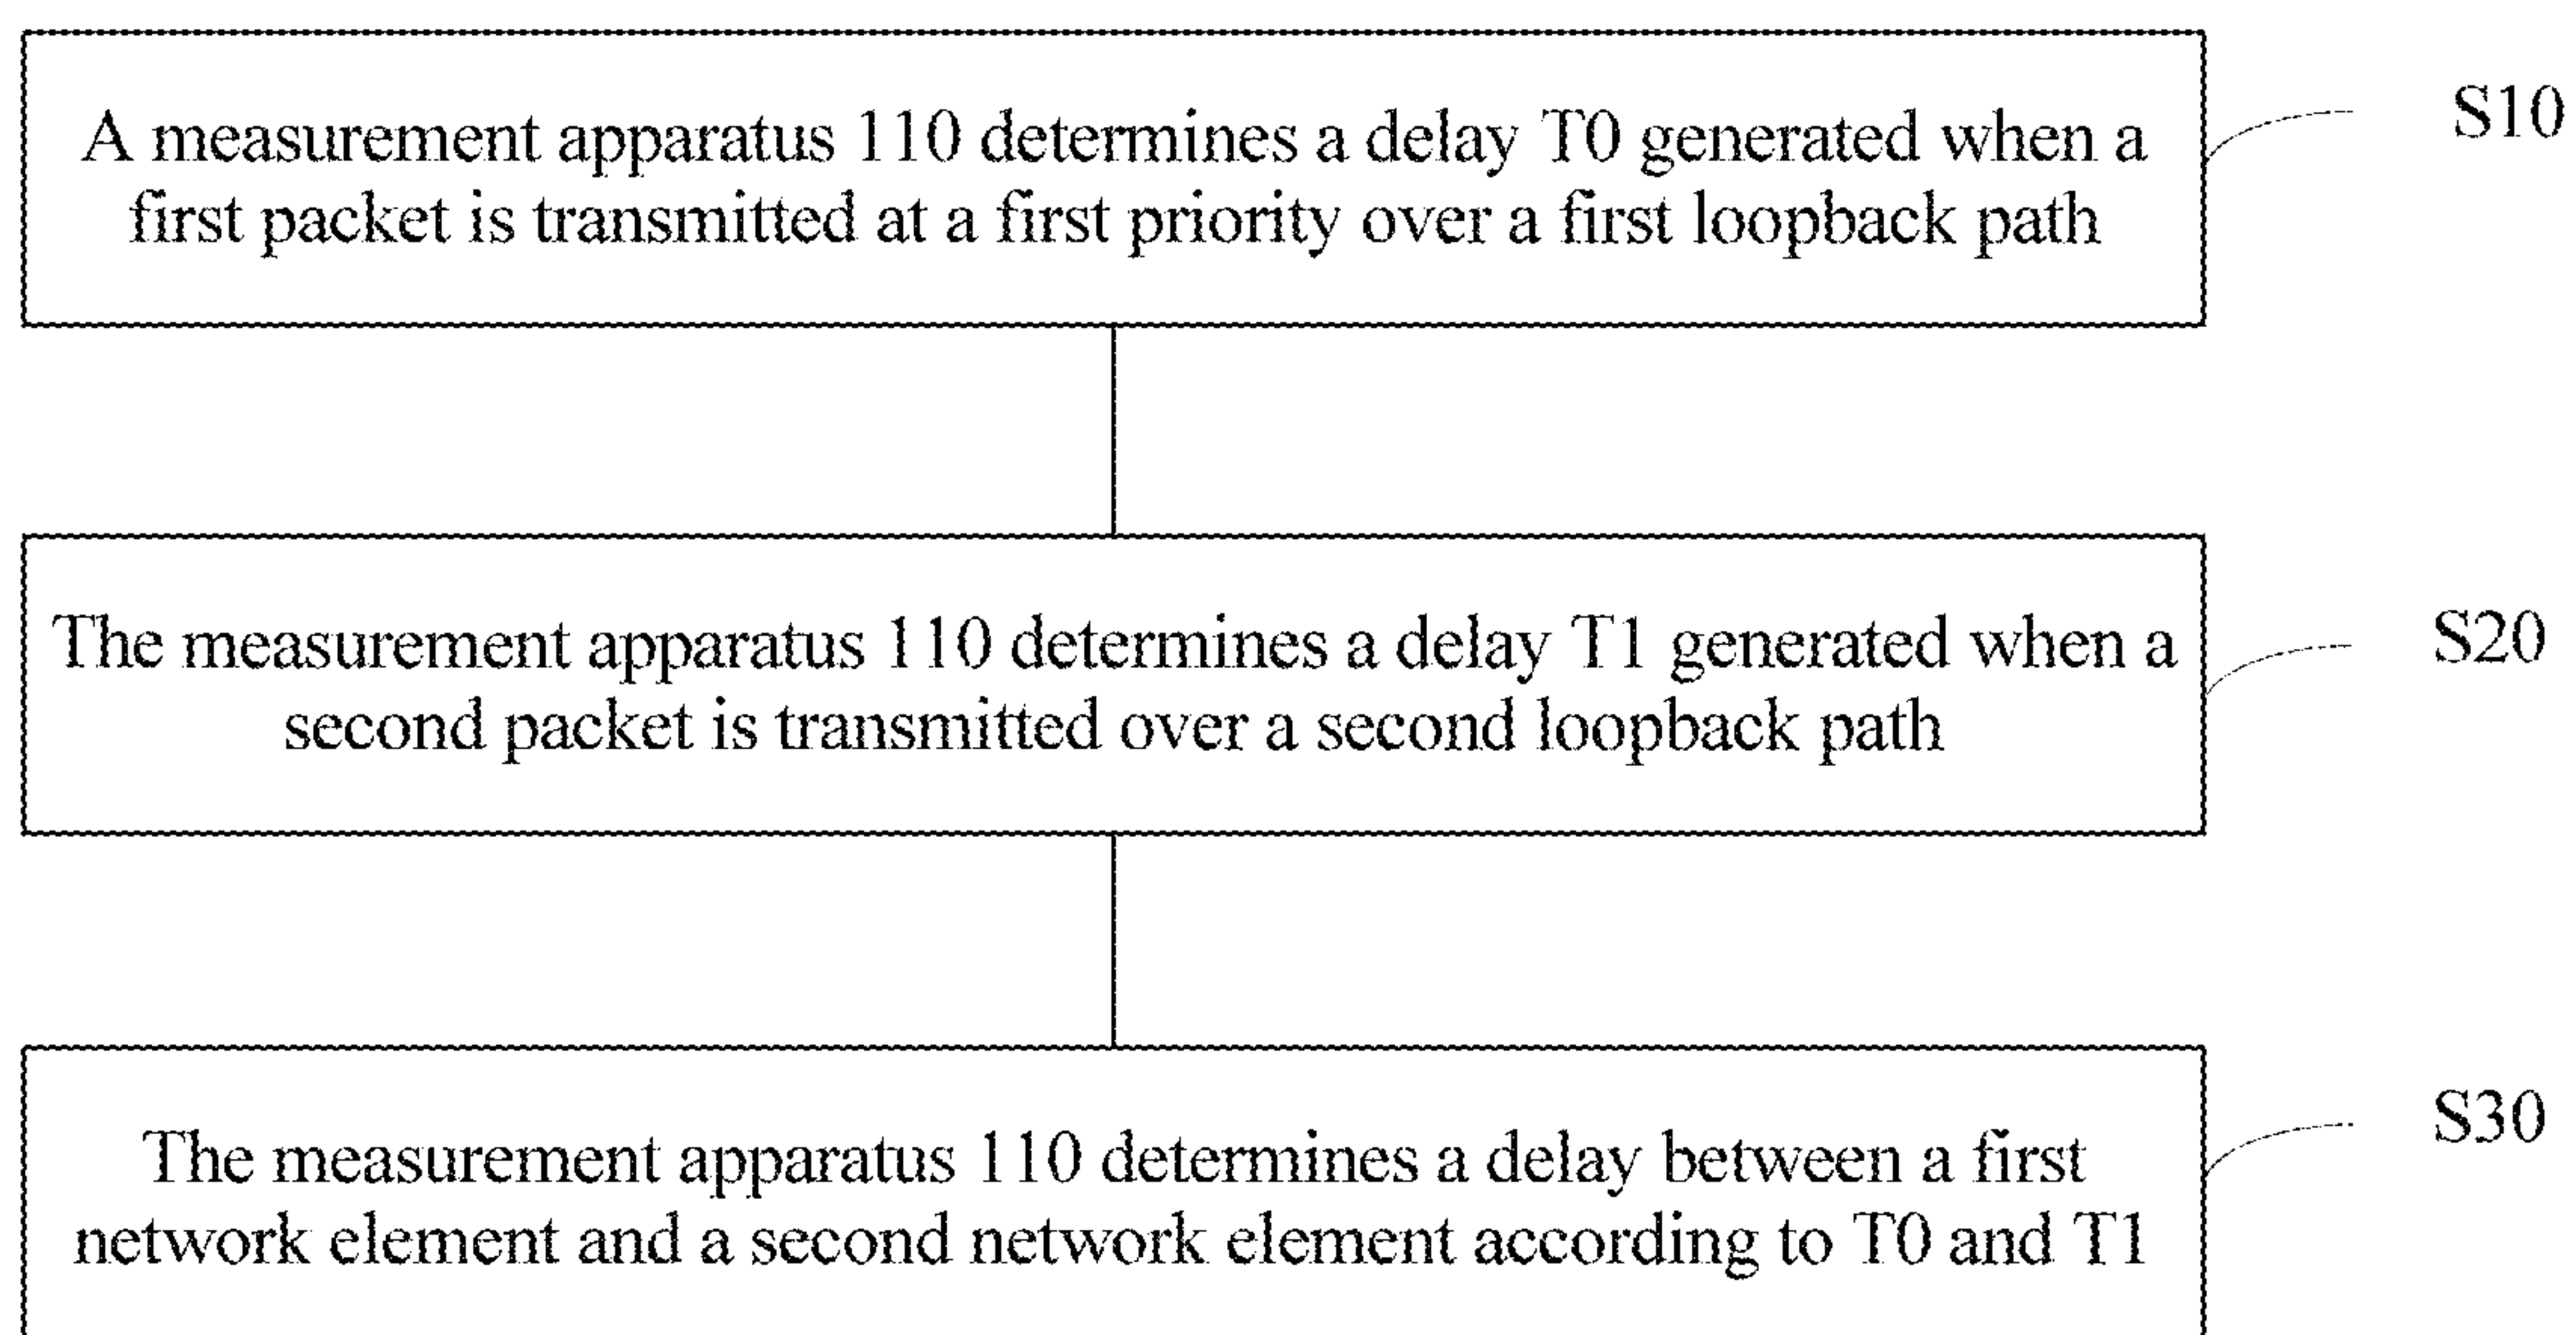 A measurement apparatus 110 determines a delay T0 generated when a
first packet is transmitted at a first priority over a first loopback path
S10
The measurement apparatus 110 determines a delay T1 generated when a
second packet is transmitted over a second loopback path
S20
The measurement apparatus 110 determines a delay between a first
network element and a second network element according to T0 and T1
S30